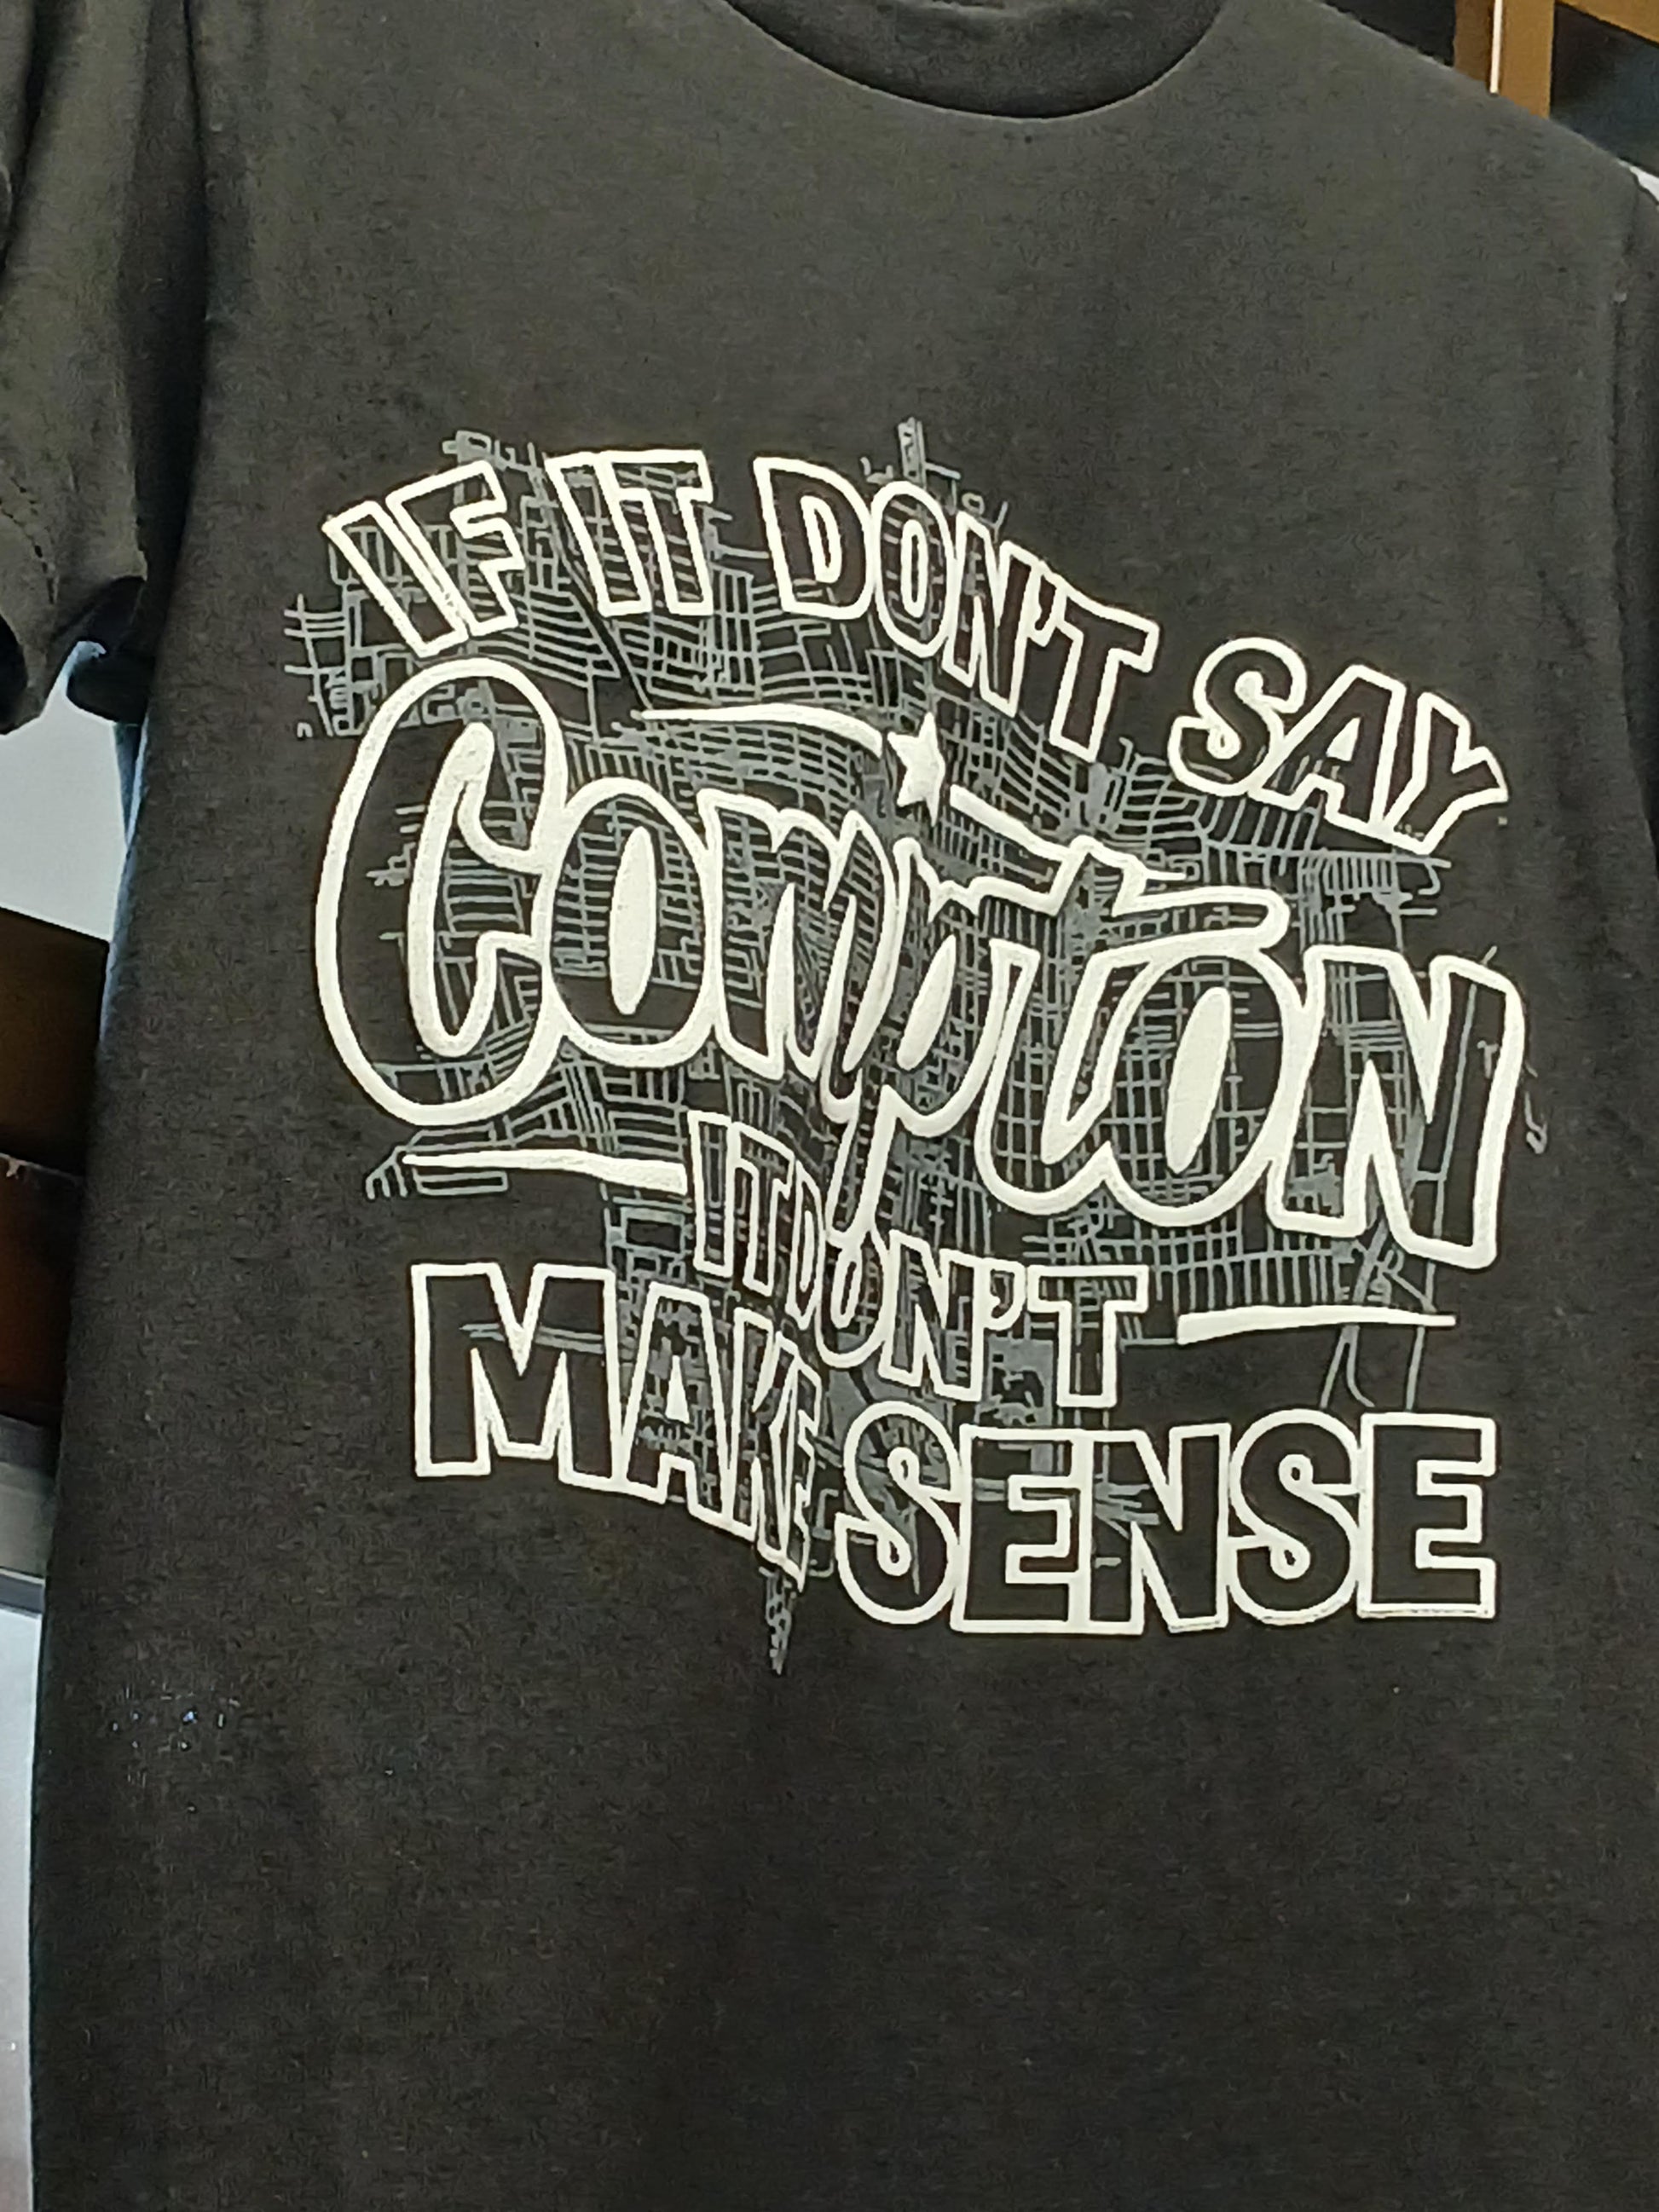 IF IT DON'T SAY
Compton
IT DON'T
MAKE SENSE